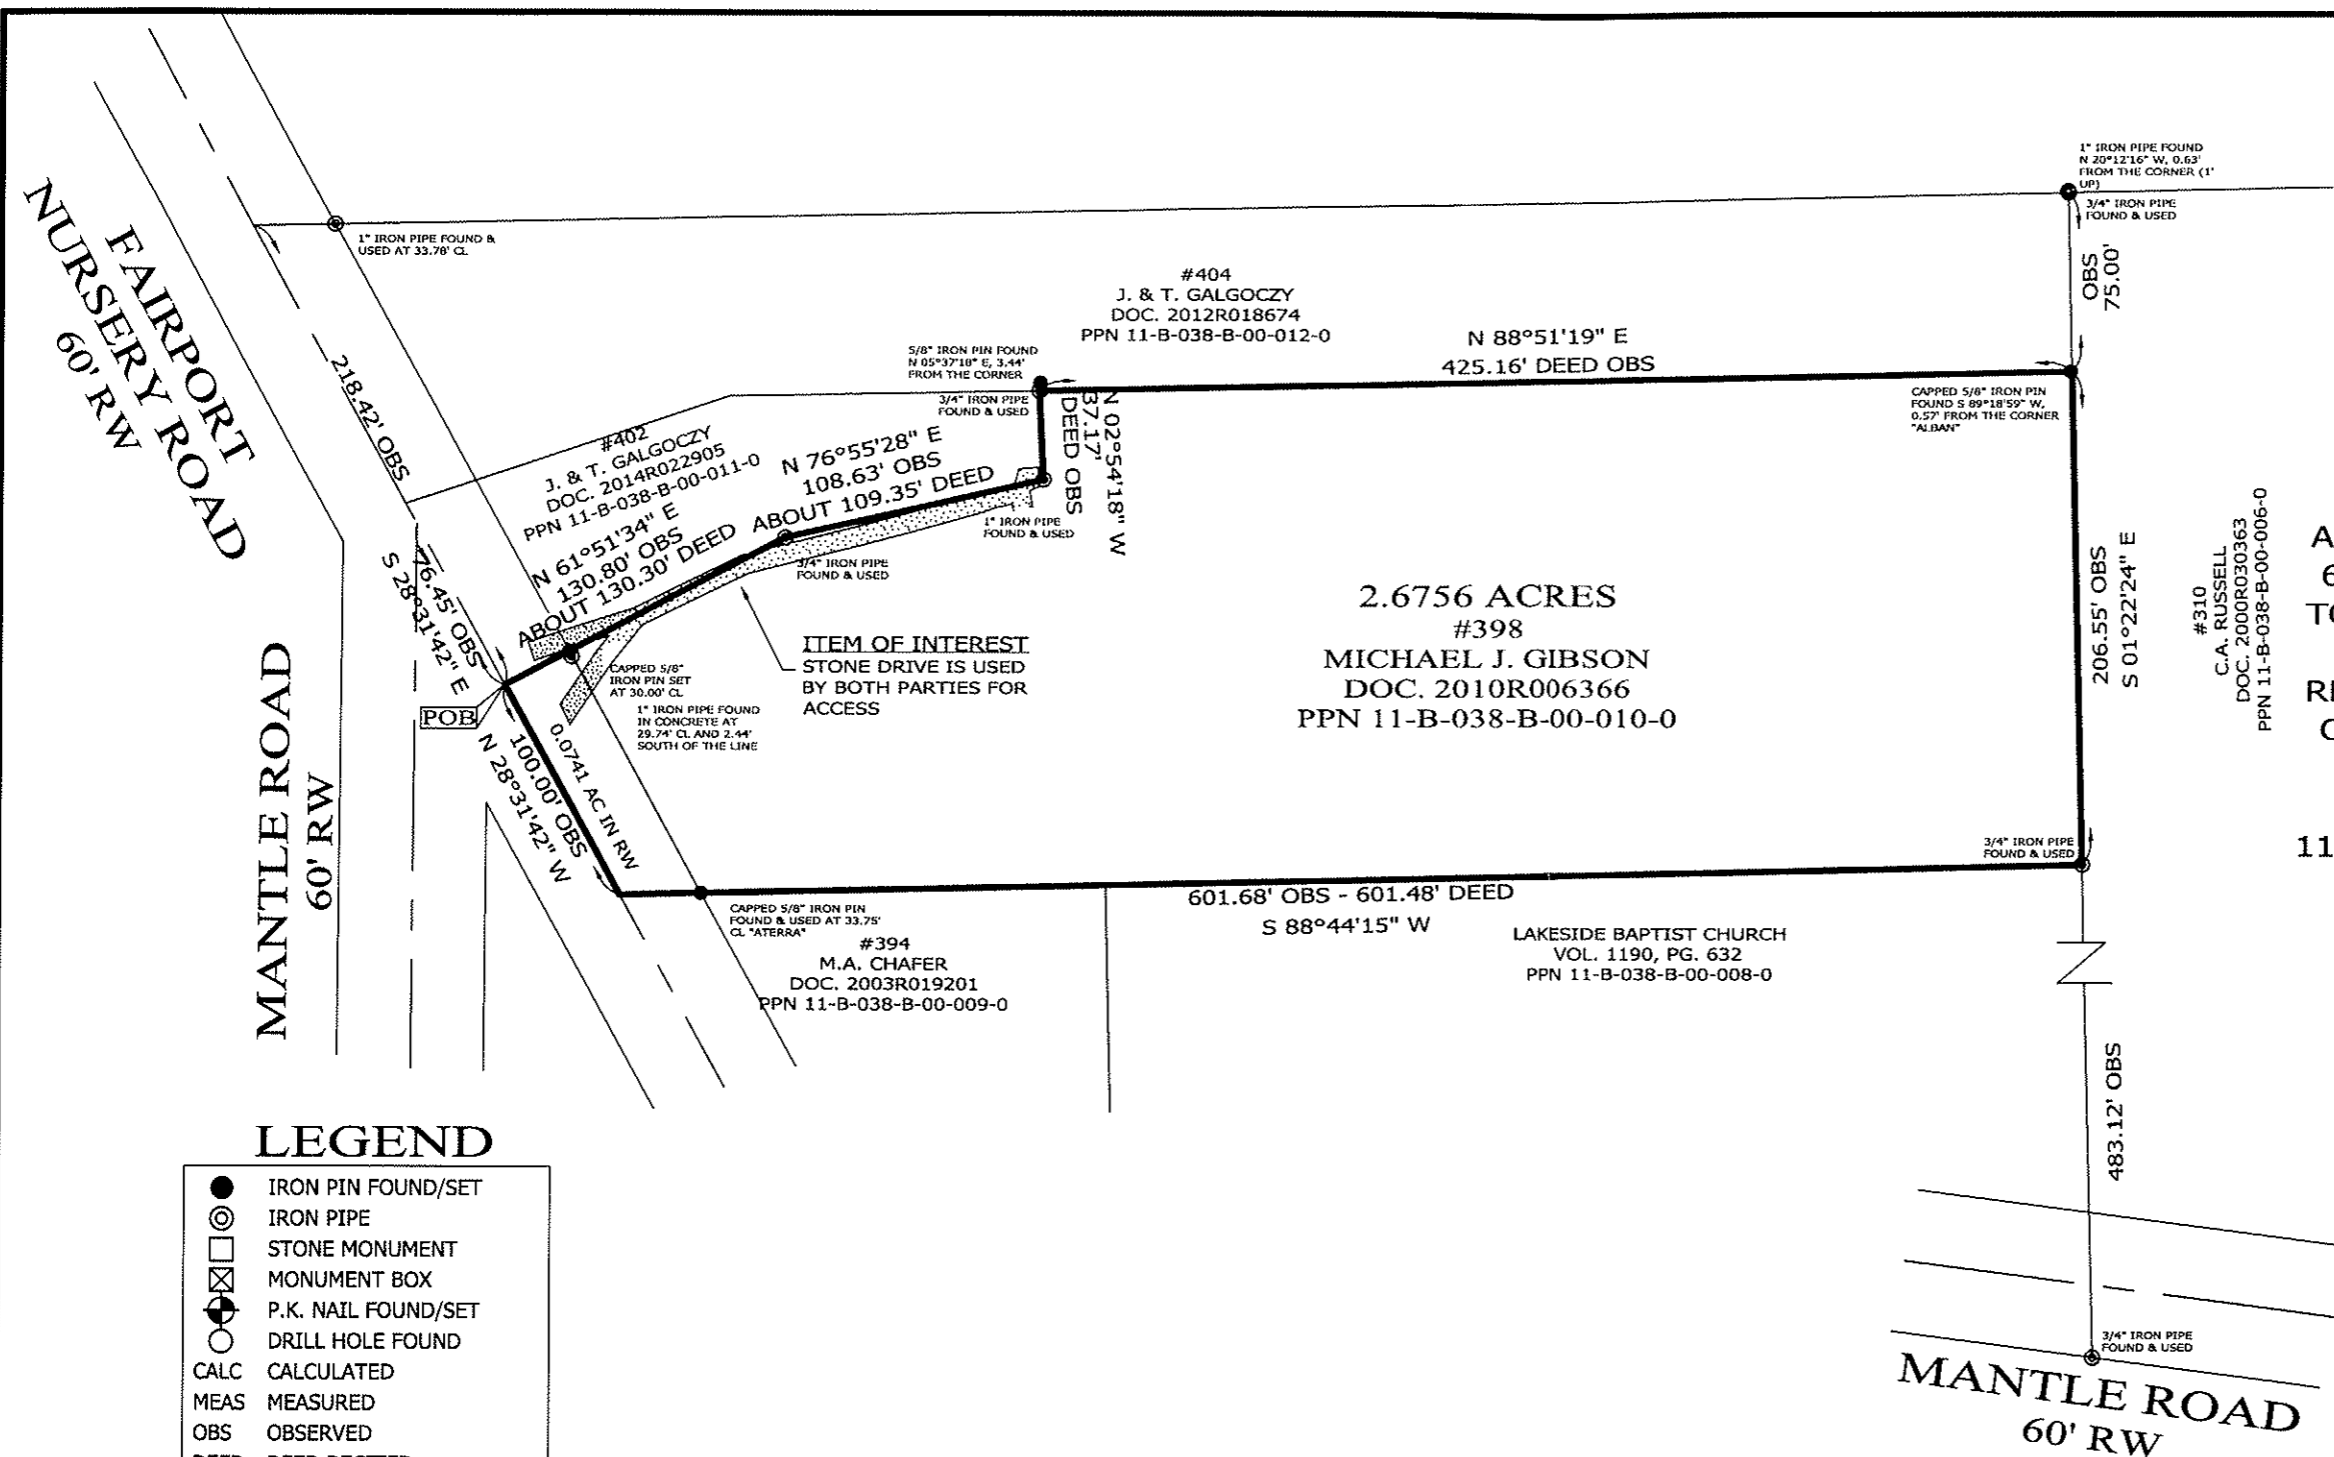 FAIRPORT
NURSERY ROAD
60' RW
1" IRON PIPE FOUND &
USED AT 33.78' CL
218.42' OBS
1" IRON PIPE FOUND
N 20°12'16" W, 0.63'
FROM THE CORNER (1'
UP)
3/4" IRON PIPE
FOUND & USED
OBS
75.00'
#404
J. & T. GALGOCZY
DOC. 2012R018674
PPN 11-B-038-B-00-012-0
N 88°51'19" E
425.16' DEED OBS
5/8" IRON PIN FOUND
N 05°37'18" E, 3.44'
FROM THE CORNER
3/4" IRON PIPE
FOUND & USED
CAPPED 5/8" IRON PIN
FOUND S 89°18'59" W,
0.57' FROM THE CORNER
"ALBAN"
N 02°54'18" W
37.17'
DEED OBS
#402
J. & T. GALGOCZY
DOC. 2014R022905
PPN 11-B-038-B-00-011-0
N 76°55'28" E
108.63' OBS
ABOUT 109.35' DEED
N 61°51'34" E
130.80' OBS
ABOUT 130.30' DEED
1" IRON PIPE
FOUND & USED
3/4" IRON PIPE
FOUND & USED
76.45' OBS
S 28°31'42" E
ITEM OF INTEREST
STONE DRIVE IS USED
BY BOTH PARTIES FOR
ACCESS
CAPPED 5/8"
IRON PIN SET
AT 30.00' CL
1" IRON PIPE FOUND
IN CONCRETE AT
29.74' CL AND 2.44'
SOUTH OF THE LINE
POB
0.0741 AC IN RW
100.00' OBS
N 28°31'42" W
2.6756 ACRES
#398
MICHAEL J. GIBSON
DOC. 2010R006366
PPN 11-B-038-B-00-010-0
206.55' OBS
S 01°22'24" E
#310
C.A. RUSSELL
DOC. 2000R030363
PPN 11-B-038-B-00-006-0
A
6
TO
11
MANTLE ROAD
60' RW
3/4" IRON PIPE
FOUND & USED
601.68' OBS - 601.48' DEED
S 88°44'15" W
CAPPED 5/8" IRON PIN
FOUND & USED AT 33.75'
CL "ATERRA"
#394
M.A. CHAFER
DOC. 2003R019201
PPN 11-B-038-B-00-009-0
LAKESIDE BAPTIST CHURCH
VOL. 1190, PG. 632
PPN 11-B-038-B-00-008-0
483.12' OBS
3/4" IRON PIPE
FOUND & USED
MANTLE ROAD
60' RW
LEGEND
IRON PIN FOUND/SET
IRON PIPE
STONE MONUMENT
MONUMENT BOX
P.K. NAIL FOUND/SET
DRILL HOLE FOUND
CALC CALCULATED
MEAS MEASURED
OBS OBSERVED